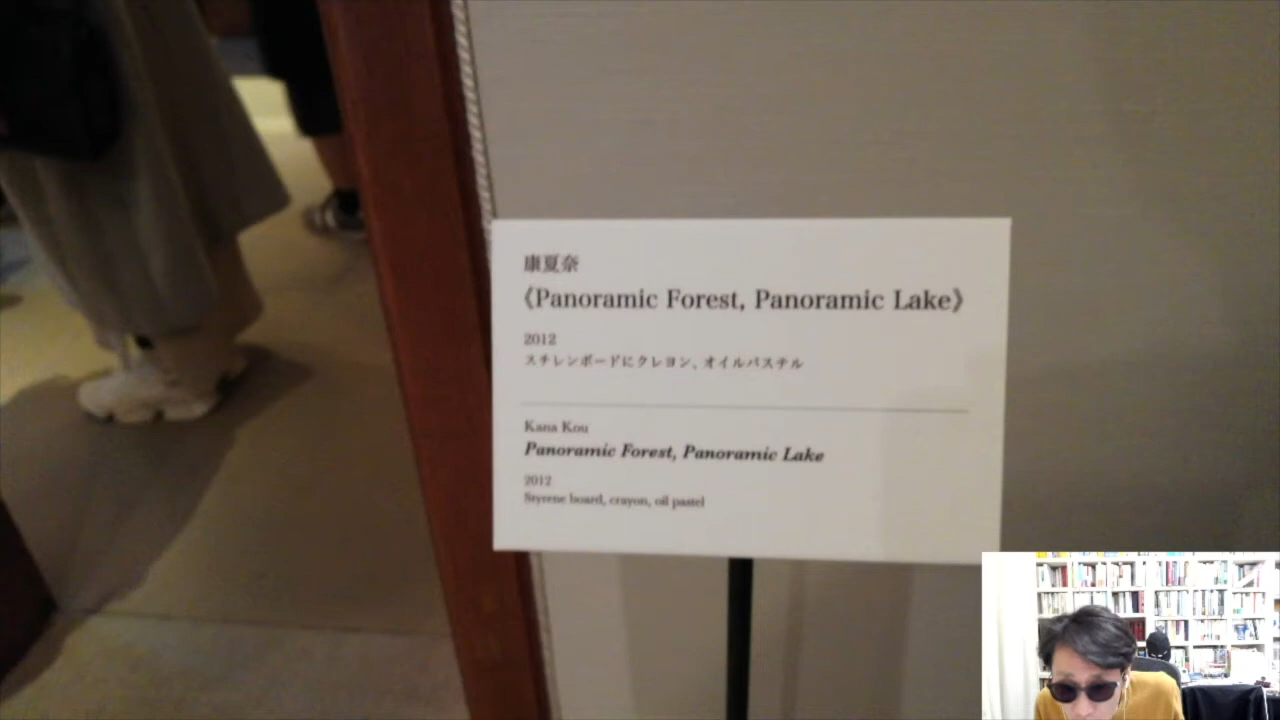 康夏奈
《Panoramic Forest, Panoramic Lake》
2012
スチレンボードにクレヨン、オイルパステル
Kana Kou
Panoramic Forest, Panoramic Lake
2012
Styrene board, crayon, oil pastel